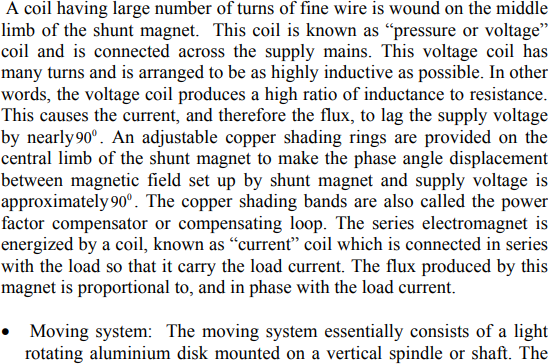 A coil having large number of turns of fine wire is wound on the middle
limb of the shunt magnet. This coil is known as “pressure or voltage”
coil and is connected across the supply mains. This voltage coil has
many turns and is arranged to be as highly inductive as possible. In other
words, the voltage coil produces a high ratio of inductance to resistance.
This causes the current, and therefore the flux, to lag the supply voltage
by nearly 90⁰. An adjustable copper shading rings are provided on the
central limb of the shunt magnet to make the phase angle displacement
between magnetic field set up by shunt magnet and supply voltage is
approximately 90⁰. The copper shading bands are also called the power
factor compensator or compensating loop. The series electromagnet is
energized by a coil, known as “current” coil which is connected in series
with the load so that it carry the load current. The flux produced by this
magnet is proportional to, and in phase with the load current.
• Moving system: The moving system essentially consists of a light
rotating aluminium disk mounted on a vertical spindle or shaft. The